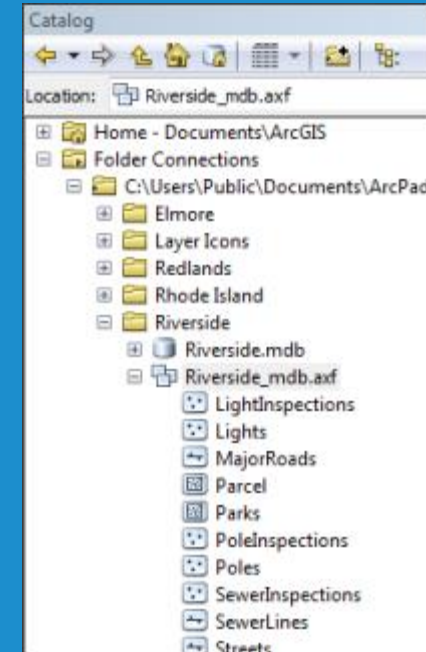 Catalog
Location: Riverside_mdb.axf
Home - Documents\ArcGIS
Folder Connections
C:\Users\Public\Documents\ArcPad
Elmore
Layer Icons
Redlands
Rhode Island
Riverside
Riverside.mdb
Riverside_mdb.axf
LightInspections
Lights
MajorRoads
Parcel
Parks
PoleInspections
Poles
SewerInspections
SewerLines
Streets